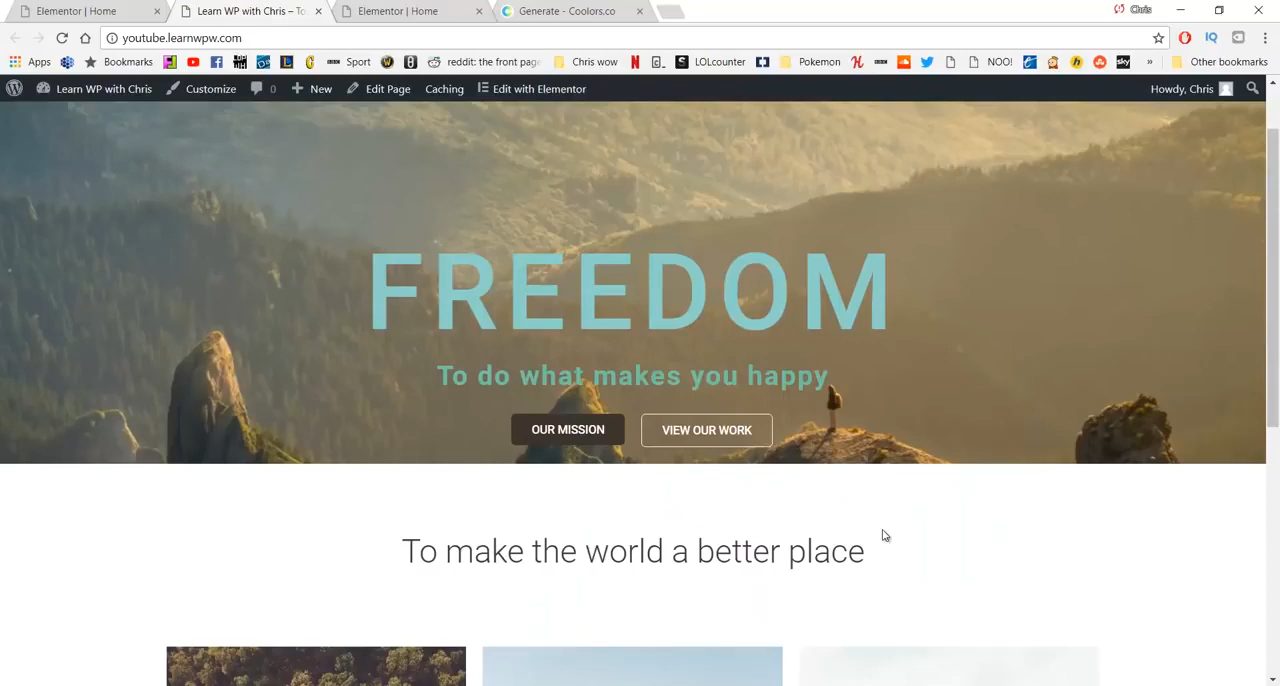 Elementor | Home
Learn WP with Chris – To
Elementor | Home
Generate - Coolors.co
Chris
youtube.learnwpw.com
Apps
Bookmarks
Sport
reddit: the front page
Chris wow
LOLcounter
Pokemon
NOO!
sky
»
Other bookmarks
Learn WP with Chris
Customize
0
New
Edit Page
Caching
Edit with Elementor
Howdy, Chris
FREEDOM
To do what makes you happy
OUR MISSION
VIEW OUR WORK
To make the world a better place